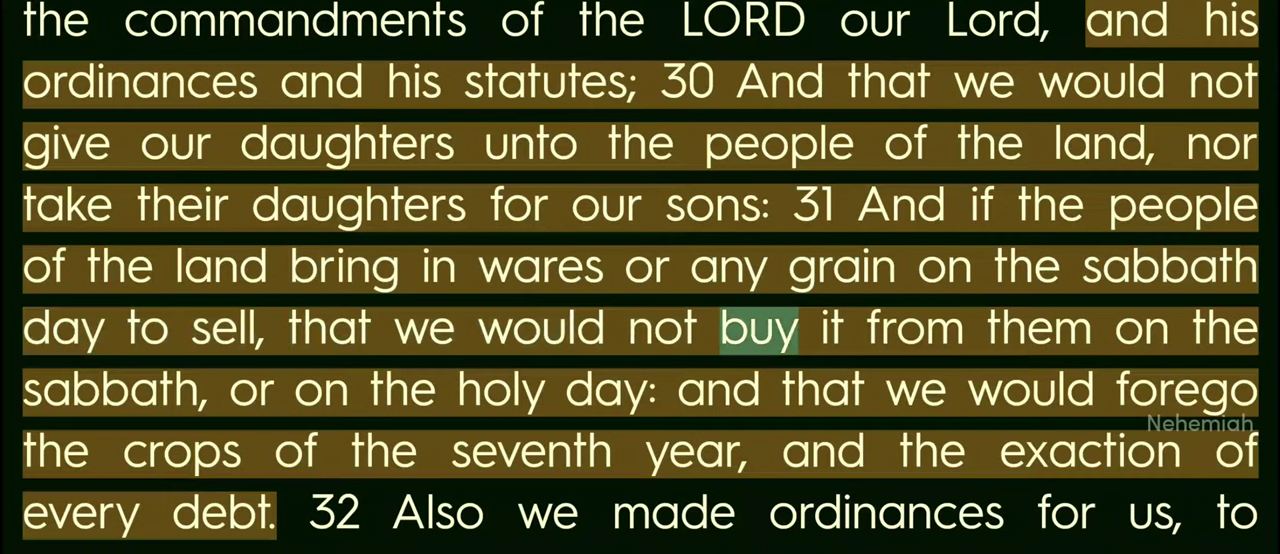 the commandments of the LORD our Lord, and his
ordinances and his statutes; 30 And that we would not
give our daughters unto the people of the land, nor
take their daughters for our sons: 31 And if the people
of the land bring in wares or any grain on the sabbath
day to sell, that we would not buy it from them on the
sabbath, or on the holy day: and that we would forego
Nehemiah
the crops of the seventh year, and the exaction of
every debt. 32 Also we made ordinances for us, to